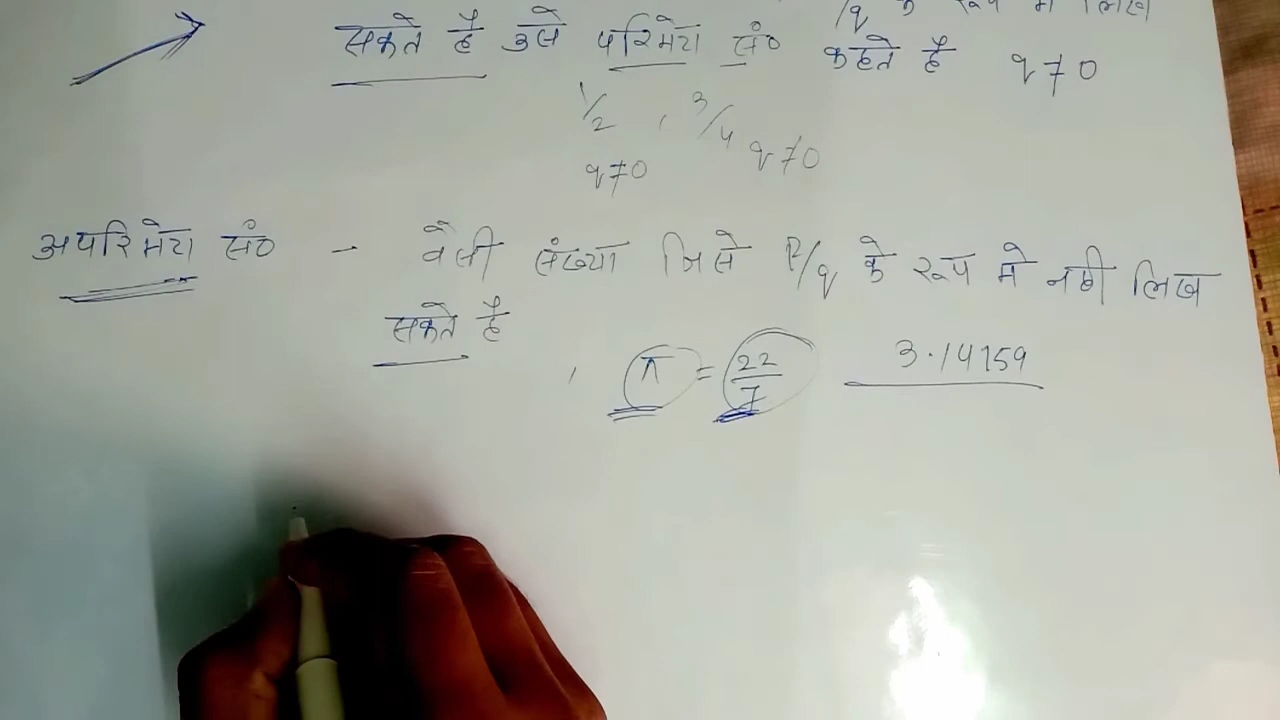 p/q के रूप में लिख
सकते है उसे परिमेय सं० कहते है q≠0
1/2 , 3/4
q≠0 q≠0
अपरिमेय सं० - वैसी संख्या जिसे P/q के रूप मे नही लिख
सकते है
, π = 22/7 3.14159